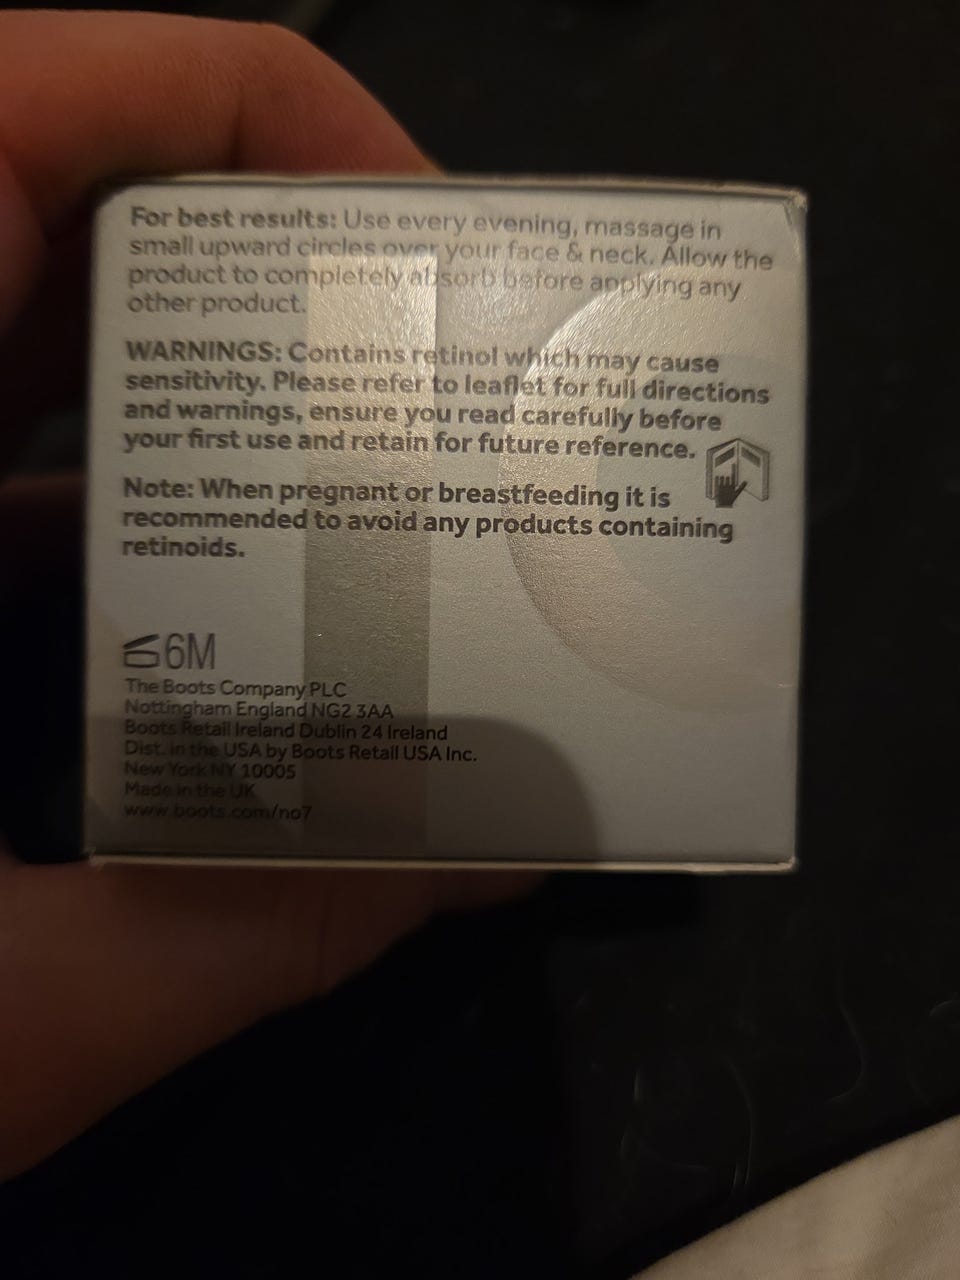 For best results: Use every evening, massage in
small upward circles over your face & neck. Allow the
product to completely absorb before applying any
other product.
WARNINGS: Contains retinol which may cause
sensitivity. Please refer to leaflet for full directions
and warnings, ensure you read carefully before
your first use and retain for future reference.
Note: When pregnant or breastfeeding it is
recommended to avoid any products containing
retinoids.
6M
The Boots Company PLC
Nottingham England NG2 3AA
Boots Retail Ireland Dublin 24 Ireland
Dist. in the USA by Boots Retail USA Inc.
New York NY 10005
Made in the UK
www.boots.com/no7